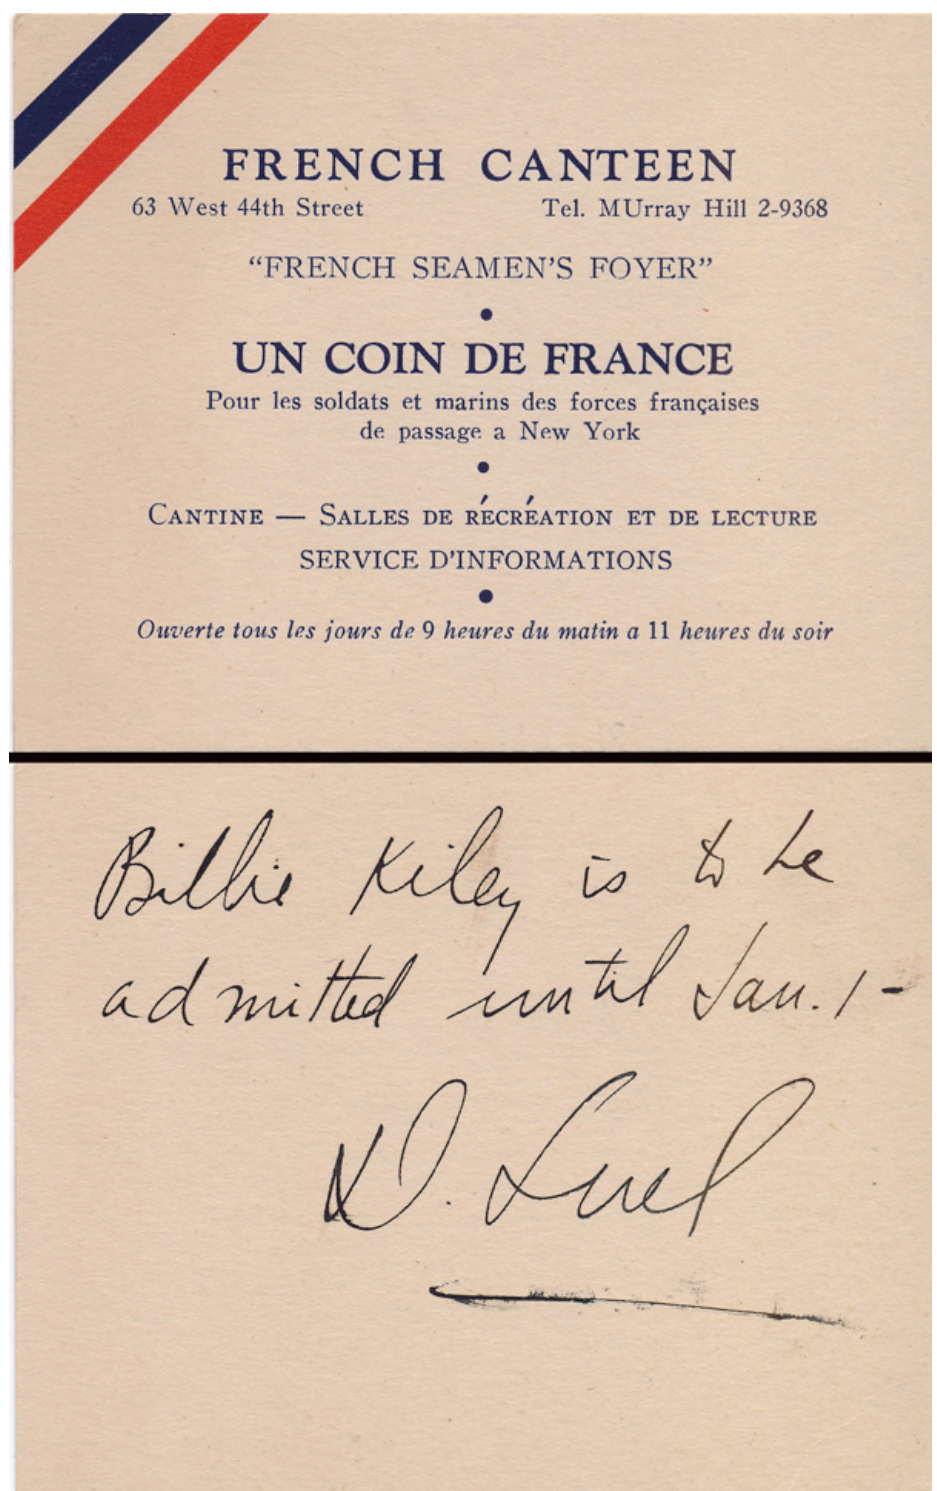 FRENCH CANTEEN
63 West 44th Street Tel. MUrray Hill 2-9368
“FRENCH SEAMEN’S FOYER”
UN COIN DE FRANCE
Pour les soldats et marins des forces françaises
de passage a New York
CANTINE — SALLES DE RÉCRÉATION ET DE LECTURE
SERVICE D’INFORMATIONS
Ouverte tous les jours de 9 heures du matin a 11 heures du soir
Billie Kiley is to be
admitted until Jan. 1-
D.